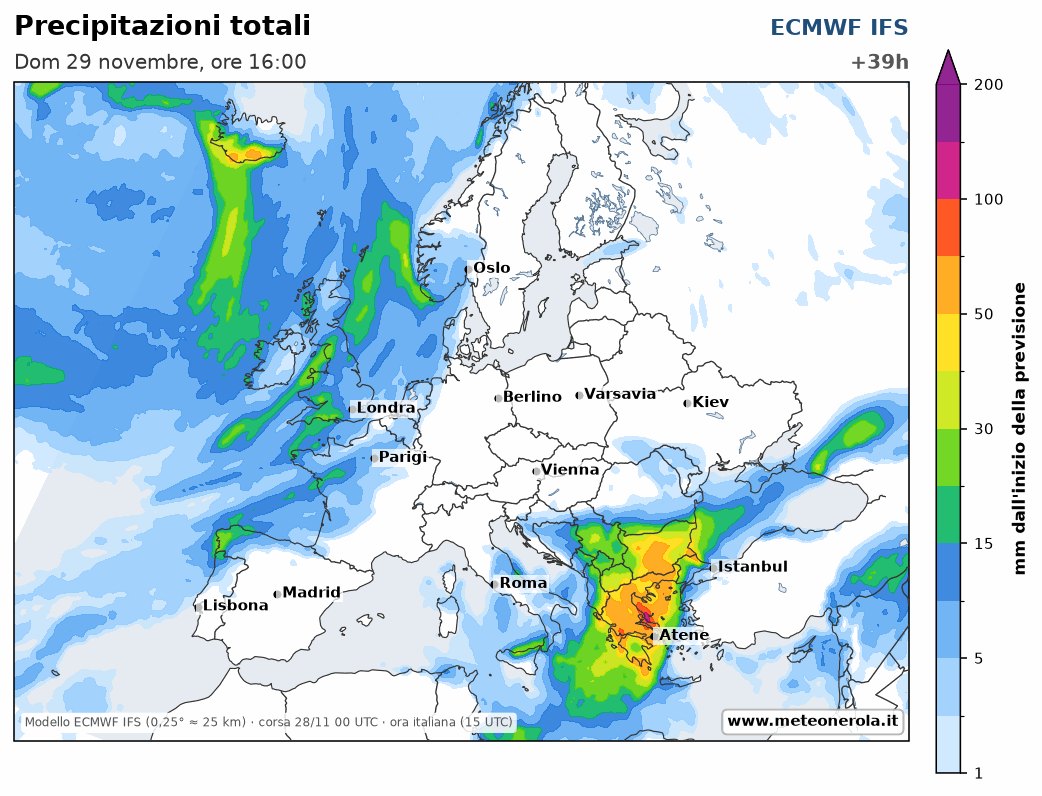 Precipitazioni totali
ECMWF IFS
Dom 29 novembre, ore 16:00
+39h
200
100
50
30
15
5
1
mm dall'inizio della previsione
Oslo
Berlino
Varsavia
Kiev
Londra
Parigi
Vienna
Istanbul
Roma
Madrid
Lisbona
Atene
Modello ECMWF IFS (0,25° ≈ 25 km) · corsa 28/11 00 UTC · ora italiana (15 UTC)
www.meteonerola.it